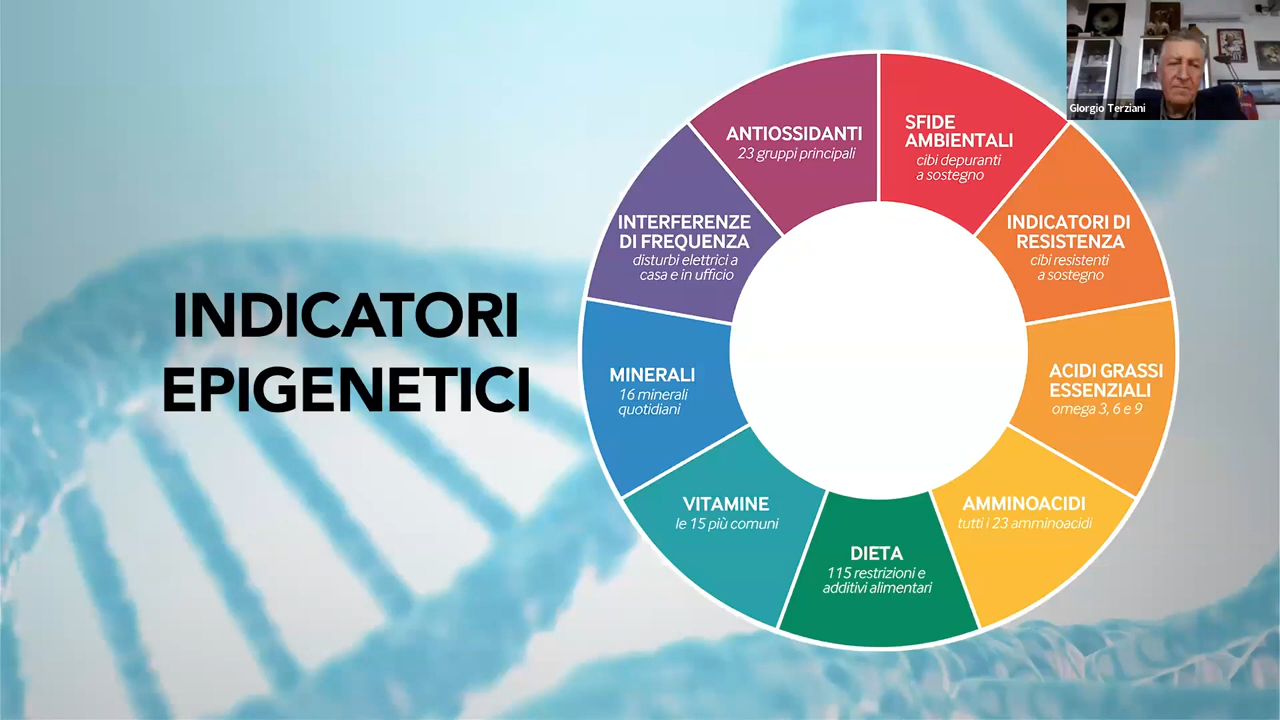 INDICATORI
EPIGENETICI
ANTIOSSIDANTI
23 gruppi principali
SFIDE
AMBIENTALI
cibi depuranti
a sostegno
INDICATORI DI
RESISTENZA
cibi resistenti
a sostegno
ACIDI GRASSI
ESSENZIALI
omega 3, 6 e 9
AMMINOACIDI
tutti i 23 amminoacidi
DIETA
115 restrizioni e
additivi alimentari
VITAMINE
le 15 più comuni
MINERALI
16 minerali
quotidiani
INTERFERENZE
DI FREQUENZA
disturbi elettrici a
casa e in ufficio
Giorgio Terziani